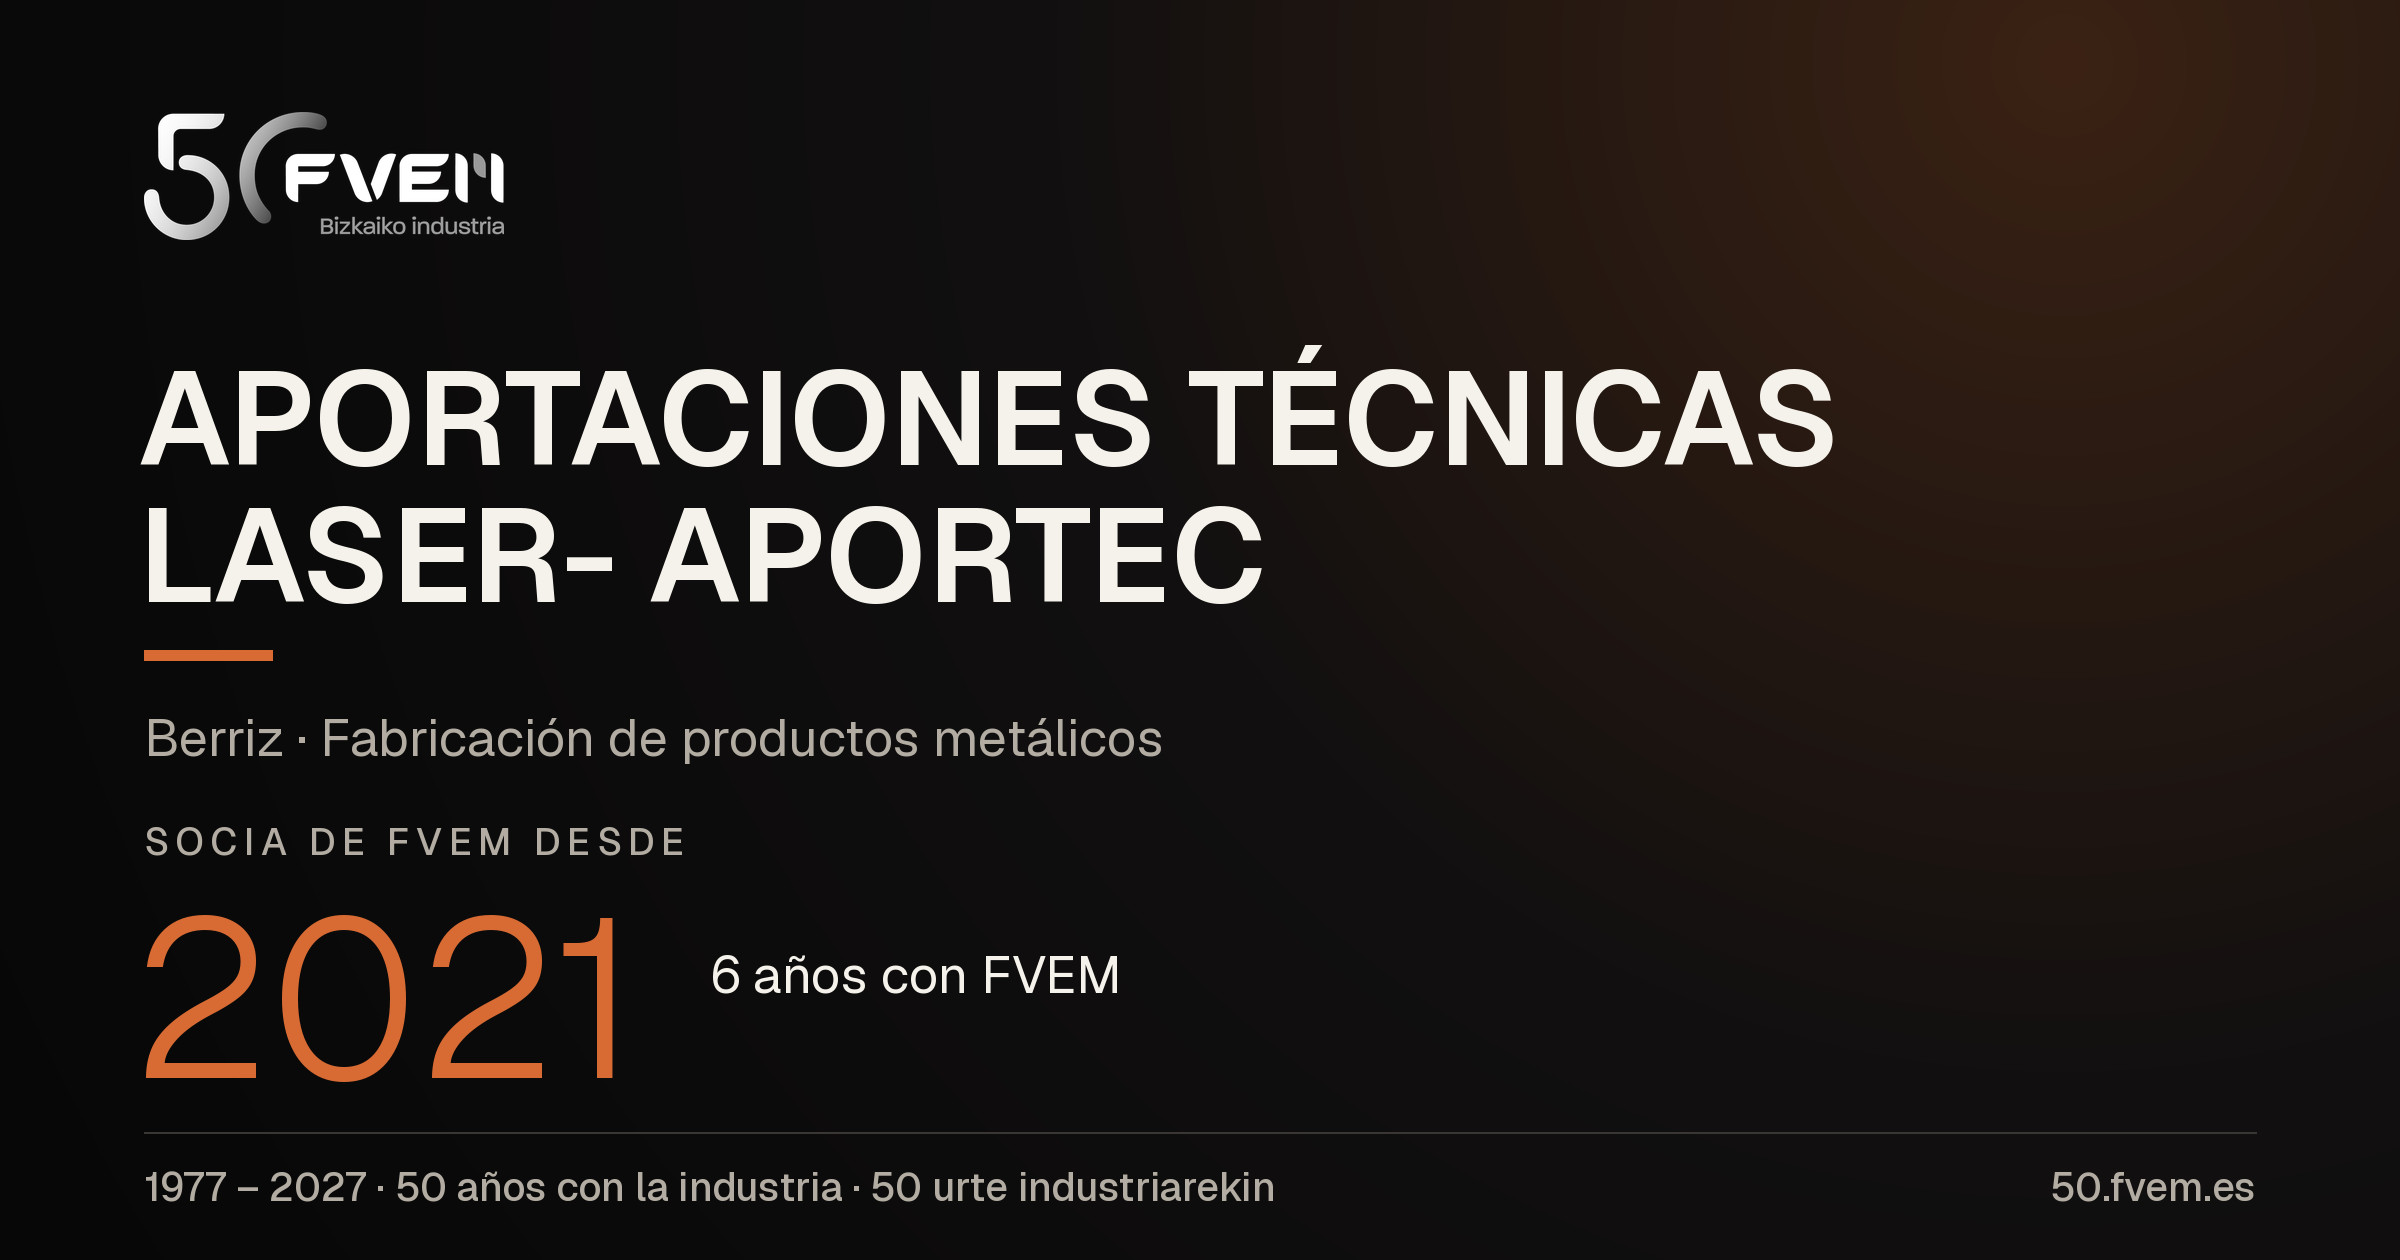 50 FVEM
Bizkaiko industria
APORTACIONES TÉCNICAS
LASER- APORTEC
Berriz · Fabricación de productos metálicos
SOCIA DE FVEM DESDE
2021
6 años con FVEM
1977 – 2027 · 50 años con la industria · 50 urte industriarekin
50.fvem.es